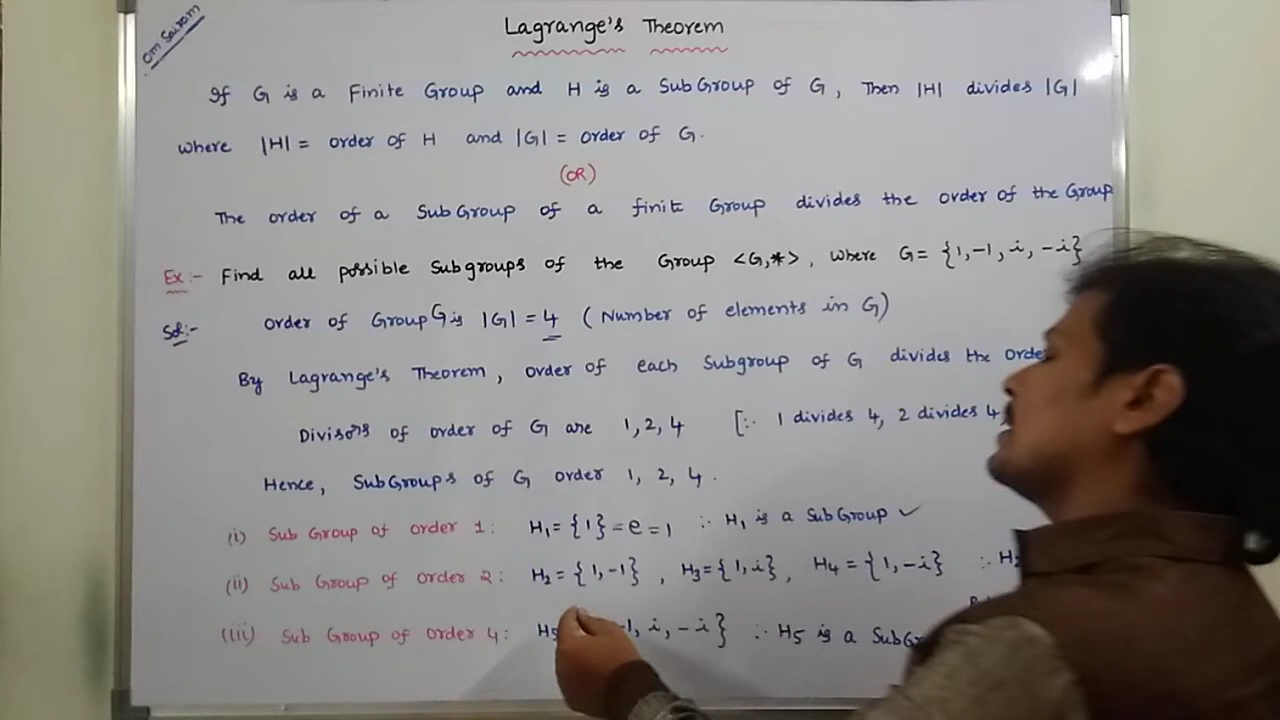 Om Sairam
Lagrange's Theorem
If G is a Finite Group and H is a SubGroup of G, Then |H| divides |G|
where |H| = order of H and |G| = order of G.
(OR)
The order of a SubGroup of a finite Group divides the order of the Group
Ex:- Find all possible Subgroups of the Group <G,*>, where G = {1,-1, i, -i}
Sol:- Order of Group G is |G| = 4 (Number of elements in G)
By Lagrange's Theorem, order of each Subgroup of G divides the
Divisors of order of G are 1,2,4 [∵ 1 divides 4, 2 divides 4,
Hence, SubGroups of G order 1, 2, 4.
(i) Sub Group of order 1: H₁ = {1} = e = 1 ∴ H₁ is a SubGroup ✓
(ii) Sub Group of order 2: H₂ = {1,-1}, H₃ = {1,i}, H₄ = {1,-i} ∴
(iii) Sub Group of order 4: i, -i} ∴ H₅ is a